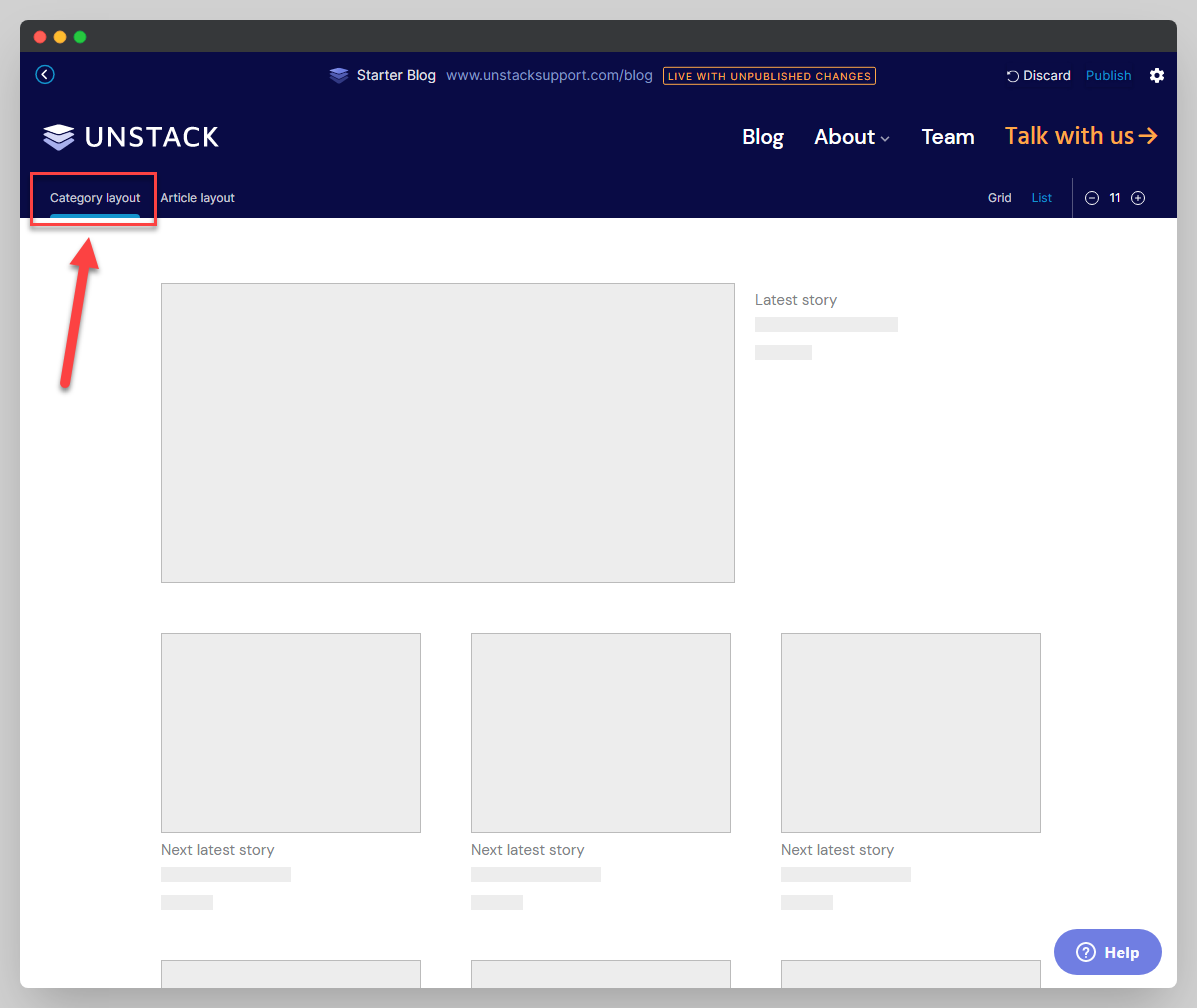 Starter Blog www.unstacksupport.com/blog LIVE WITH UNPUBLISHED CHANGES Discard Publish
UNSTACK Blog About Team Talk with us
Category layout Article layout Grid List 11
Latest story
Next latest story Next latest story Next latest story
Help